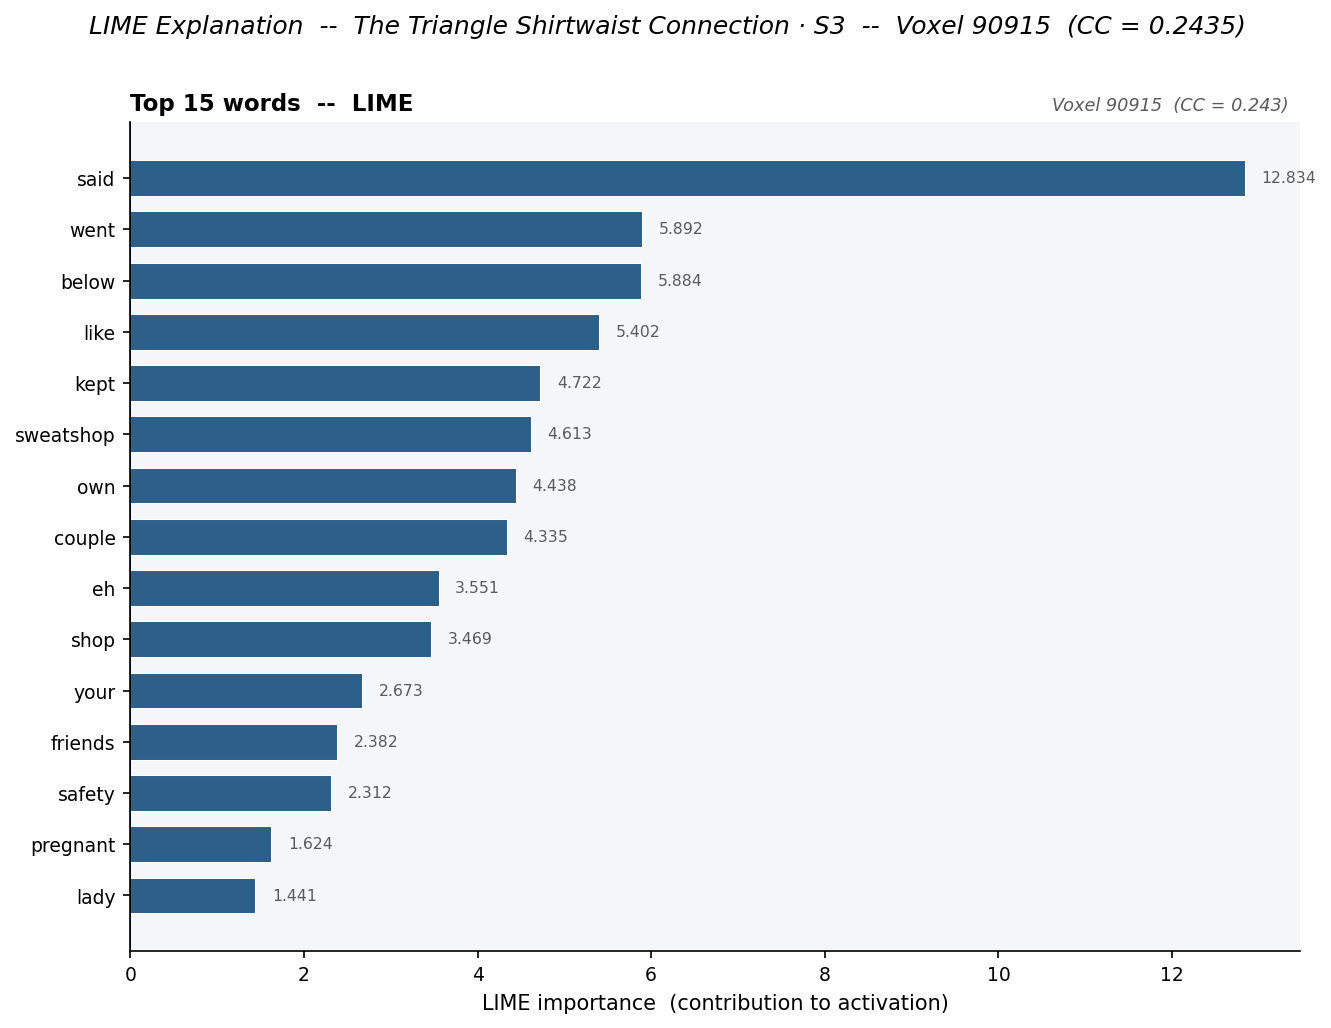 LIME Explanation -- The Triangle Shirtwaist Connection · S3 -- Voxel 90915 (CC = 0.2435)
Top 15 words -- LIME
Voxel 90915 (CC = 0.243)
said 12.834
went 5.892
below 5.884
like 5.402
kept 4.722
sweatshop 4.613
own 4.438
couple 4.335
eh 3.551
shop 3.469
your 2.673
friends 2.382
safety 2.312
pregnant 1.624
lady 1.441
0 2 4 6 8 10 12
LIME importance (contribution to activation)